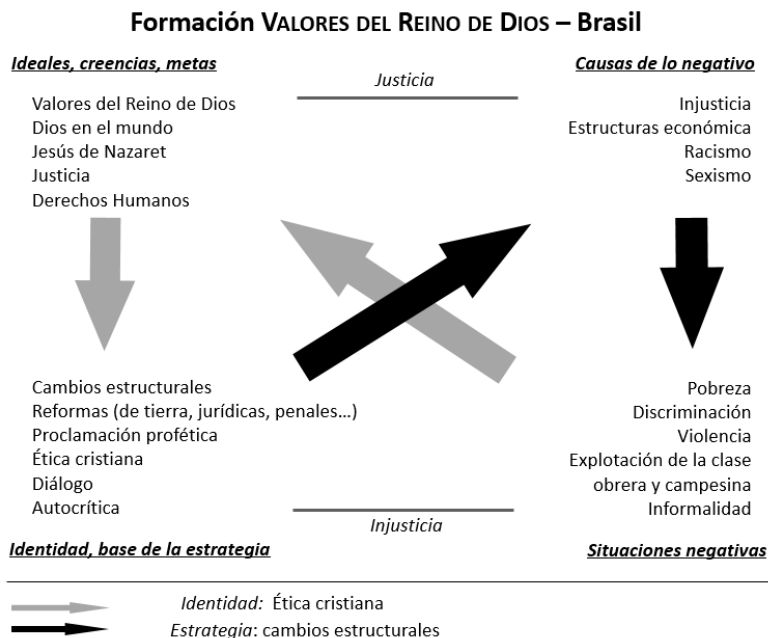 Formación VALORES DEL REINO DE DIOS – Brasil
Ideales, creencias, metas
Valores del Reino de Dios
Dios en el mundo
Jesús de Nazaret
Justicia
Derechos Humanos
Justicia
Causas de lo negativo
Injusticia
Estructuras económica
Racismo
Sexismo
Cambios estructurales
Reformas (de tierra, jurídicas, penales...)
Proclamación profética
Ética cristiana
Diálogo
Autocrítica
Identidad, base de la estrategia
Injusticia
Pobreza
Discriminación
Violencia
Explotación de la clase
obrera y campesina
Informalidad
Situaciones negativas
Identidad: Ética cristiana
Estrategia: cambios estructurales